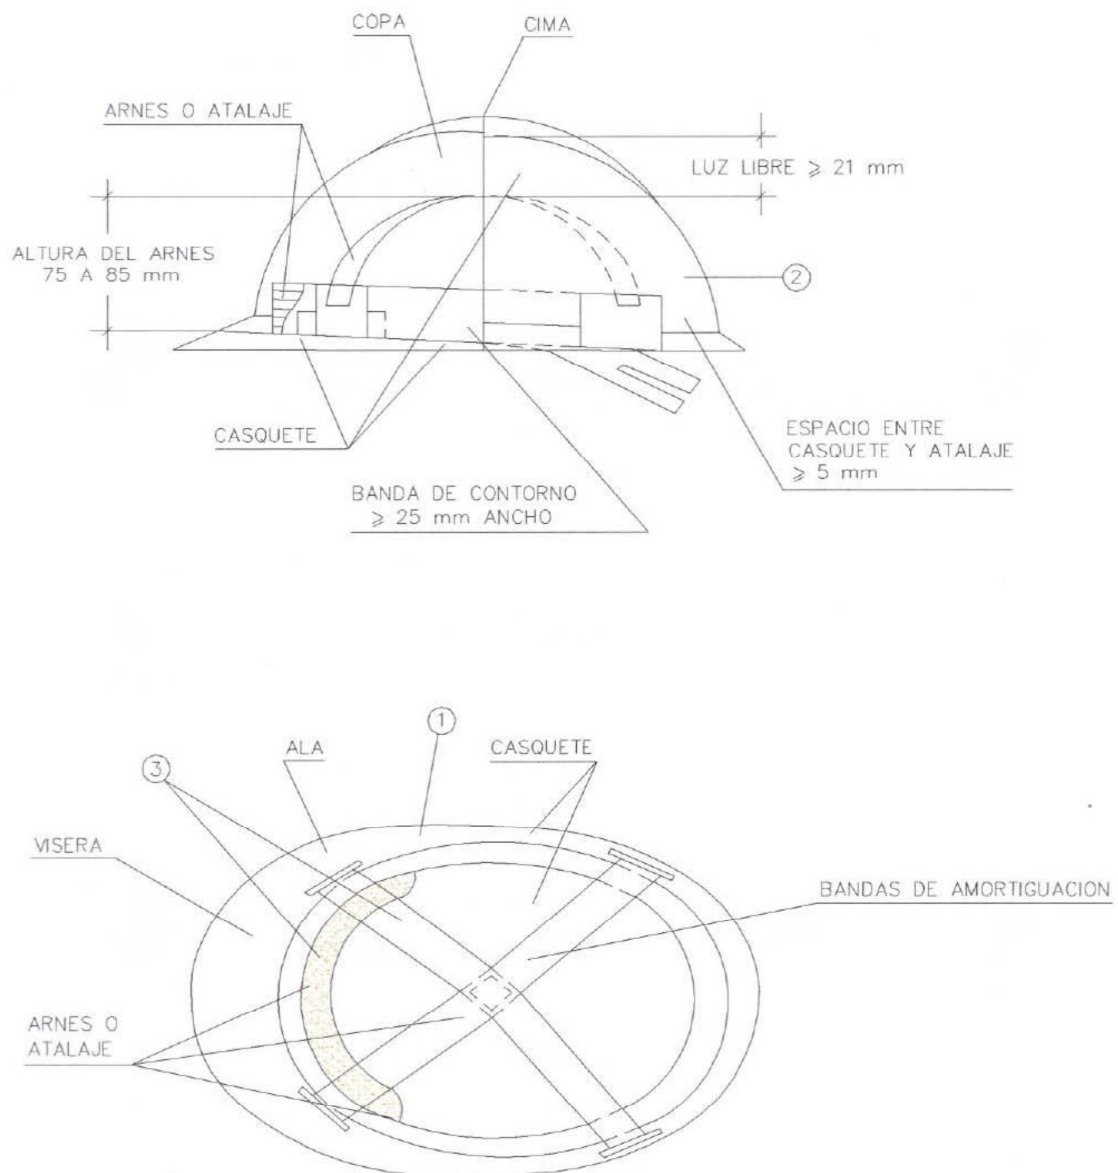 COPA
CIMA
ARNES O ATALAJE
LUZ LIBRE ⩾ 21 mm
ALTURA DEL ARNES
75 A 85 mm
2
CASQUETE
ESPACIO ENTRE
CASQUETE Y ATALAJE
⩾ 5 mm
BANDA DE CONTORNO
⩾ 25 mm ANCHO
1
ALA
CASQUETE
3
VISERA
BANDAS DE AMORTIGUACION
ARNES O
ATALAJE